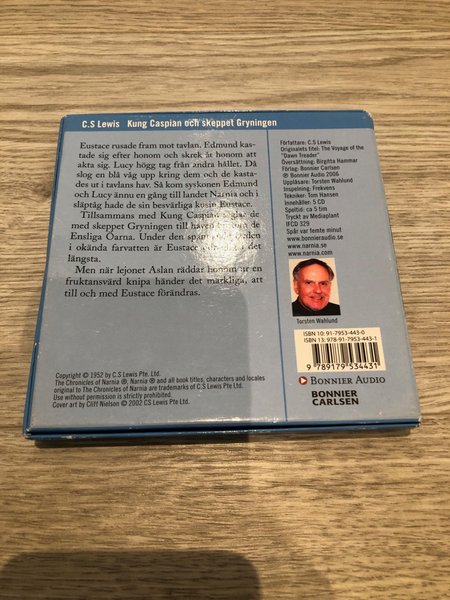 C.S Lewis Kung Caspian och skeppet Gryningen
Eustace rusade fram mot tavlan. Edmund kas-
tade sig efter honom och skrek åt honom att
akta sig. Lucy högg tag från andra hållet. Då
slog en blå våg upp kring dem och de kasta-
des ut i tavlans hav. Så kom syskonen Edmund
och Lucy ännu en gång till landet Narnia och i
släptåg hade de sin besvärliga kusin Eustace.
Tillsammans med Kung Caspian seglar de
med skeppet Gryningen till haven bortom de
Ensliga Öarna. Under den färden
i okända farvatten är Eustace det
längsta.
Men när lejonet Aslan räddar honom ur en
fruktansvärd knipa händer det märkliga, att
till och med Eustace förändras.
Copyright © 1952 by C.S Lewis Pte. Ltd.
The Chronicles of Narnia ®, Narnia ® and all book titles, characters and locales
original to The Chronicles of Narnia are trademarks of C.S Lewis Pte Ltd.
Use without permission is strictly prohibited.
Cover art by Cliff Nielson © 2002 CS Lewis Pte Ltd.
Författare: C.S Lewis
Originalets titel: The Voyage of the
"Dawn Treader"
Översättning: Birgitta Hammar
Förlag: Bonnier Carlsen
℗ Bonnier Audio 2006
Uppläsare: Torsten Wahlund
Inspelning: Frekvens
Tekniker: Tom Hansen
Innehåller: 5 CD
Speltid: ca 5 tim
Tryckt av Mediaplant
IFCD 329
Spår var femte minut
www.bonnieraudio.se
www.narnia.se
www.narnia.com
Torsten Wahlund
ISBN 10: 91-7953-443-0
ISBN 13: 978-91-7953-443-1
9 789179 534431
BONNIER AUDIO
BONNIER
CARLSEN